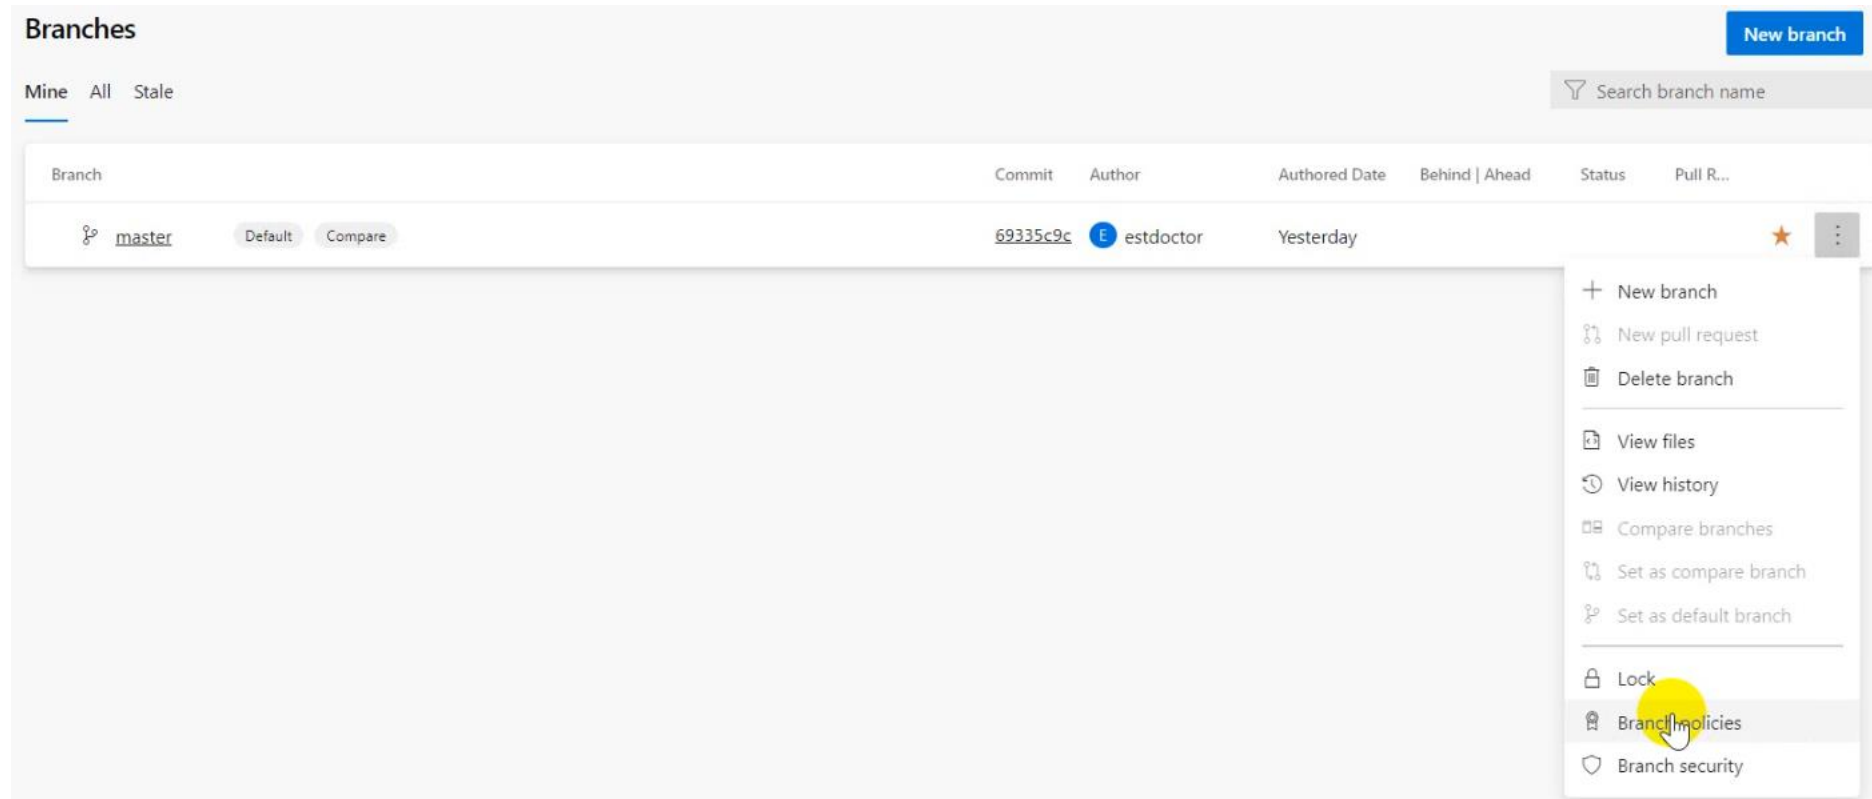 Branches
New branch
Mine All Stale
Search branch name
Branch Commit Author Authored Date Behind | Ahead Status Pull R...
master Default Compare 69335c9c E estdoctor Yesterday
New branch
New pull request
Delete branch
View files
View history
Compare branches
Set as compare branch
Set as default branch
Lock
Branch policies
Branch security